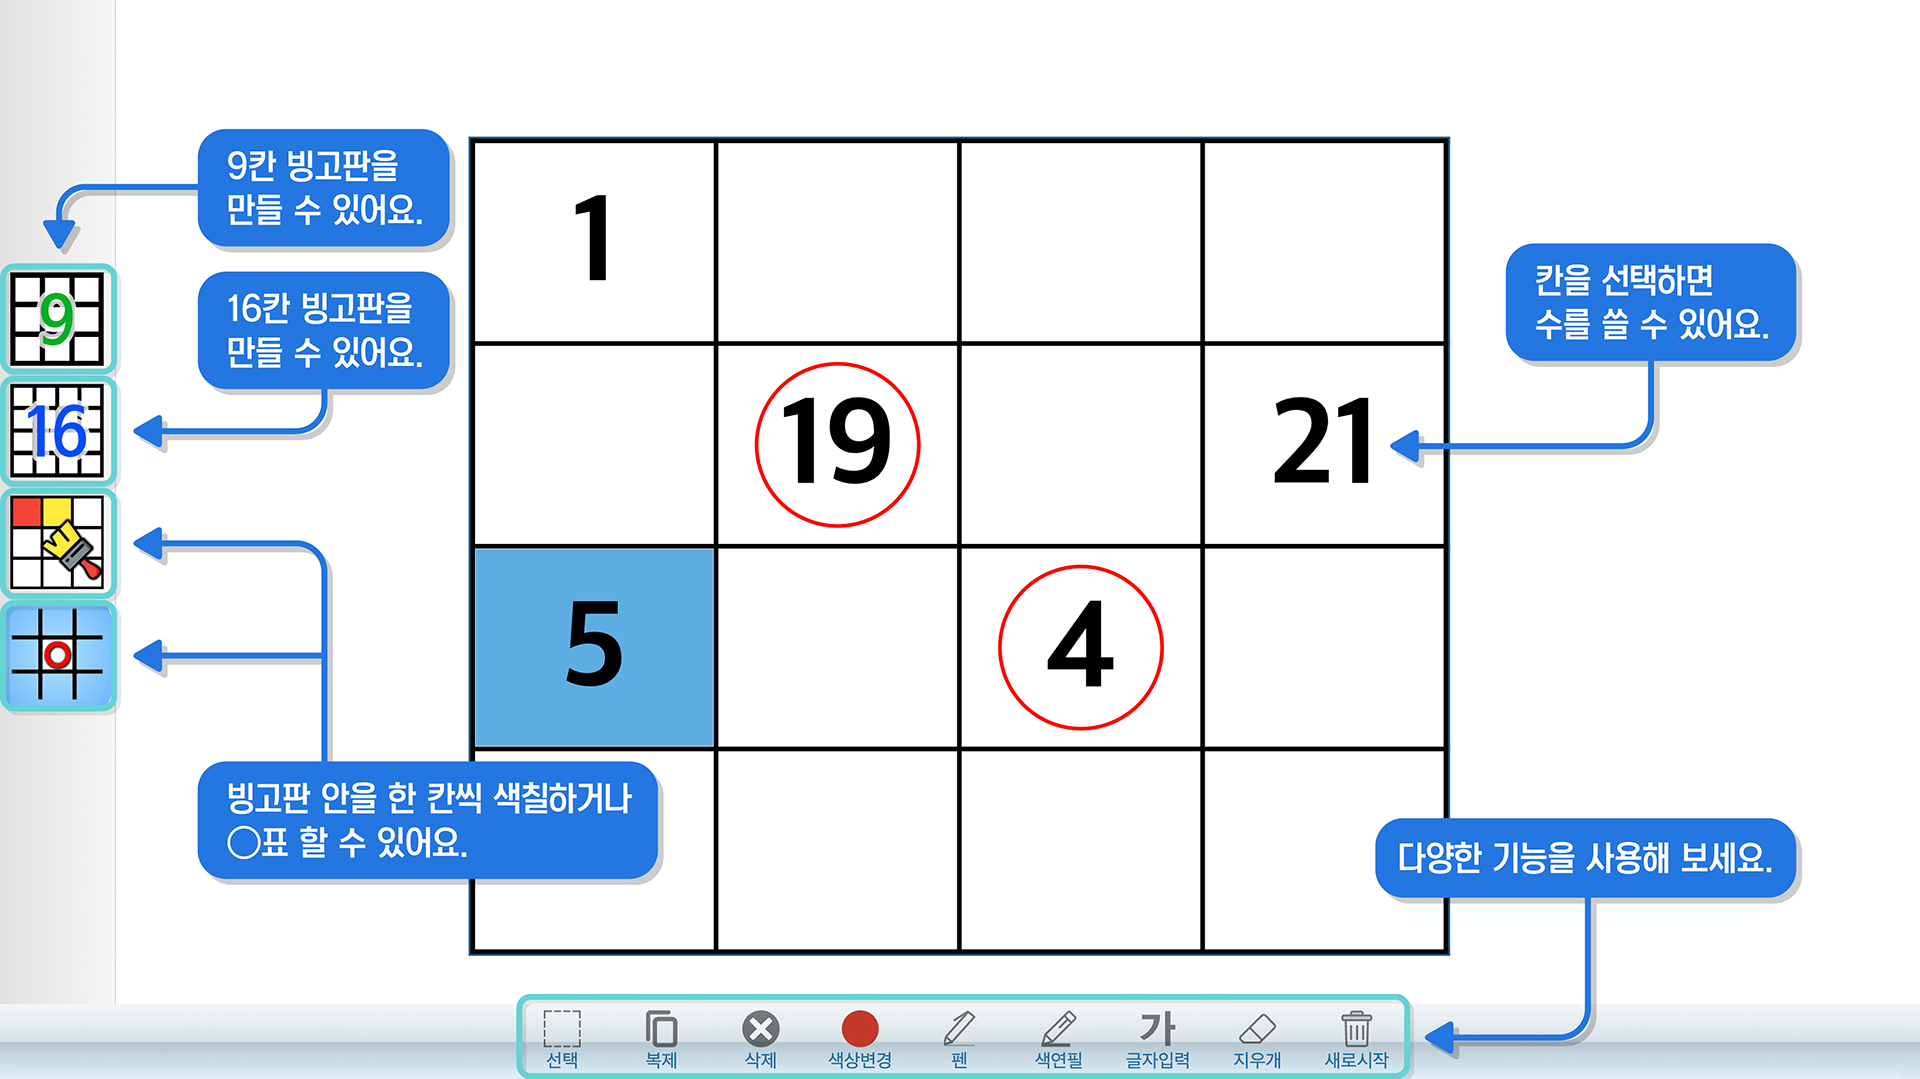 9칸 빙고판을
만들 수 있어요.
9
16칸 빙고판을
만들 수 있어요.
16
1
19
21
5
4
칸을 선택하면
수를 쓸 수 있어요.
빙고판 안을 한 칸씩 색칠하거나
○표 할 수 있어요.
다양한 기능을 사용해 보세요.
가
선택 복제 삭제 색상변경 펜 색연필 글자입력 지우개 새로시작